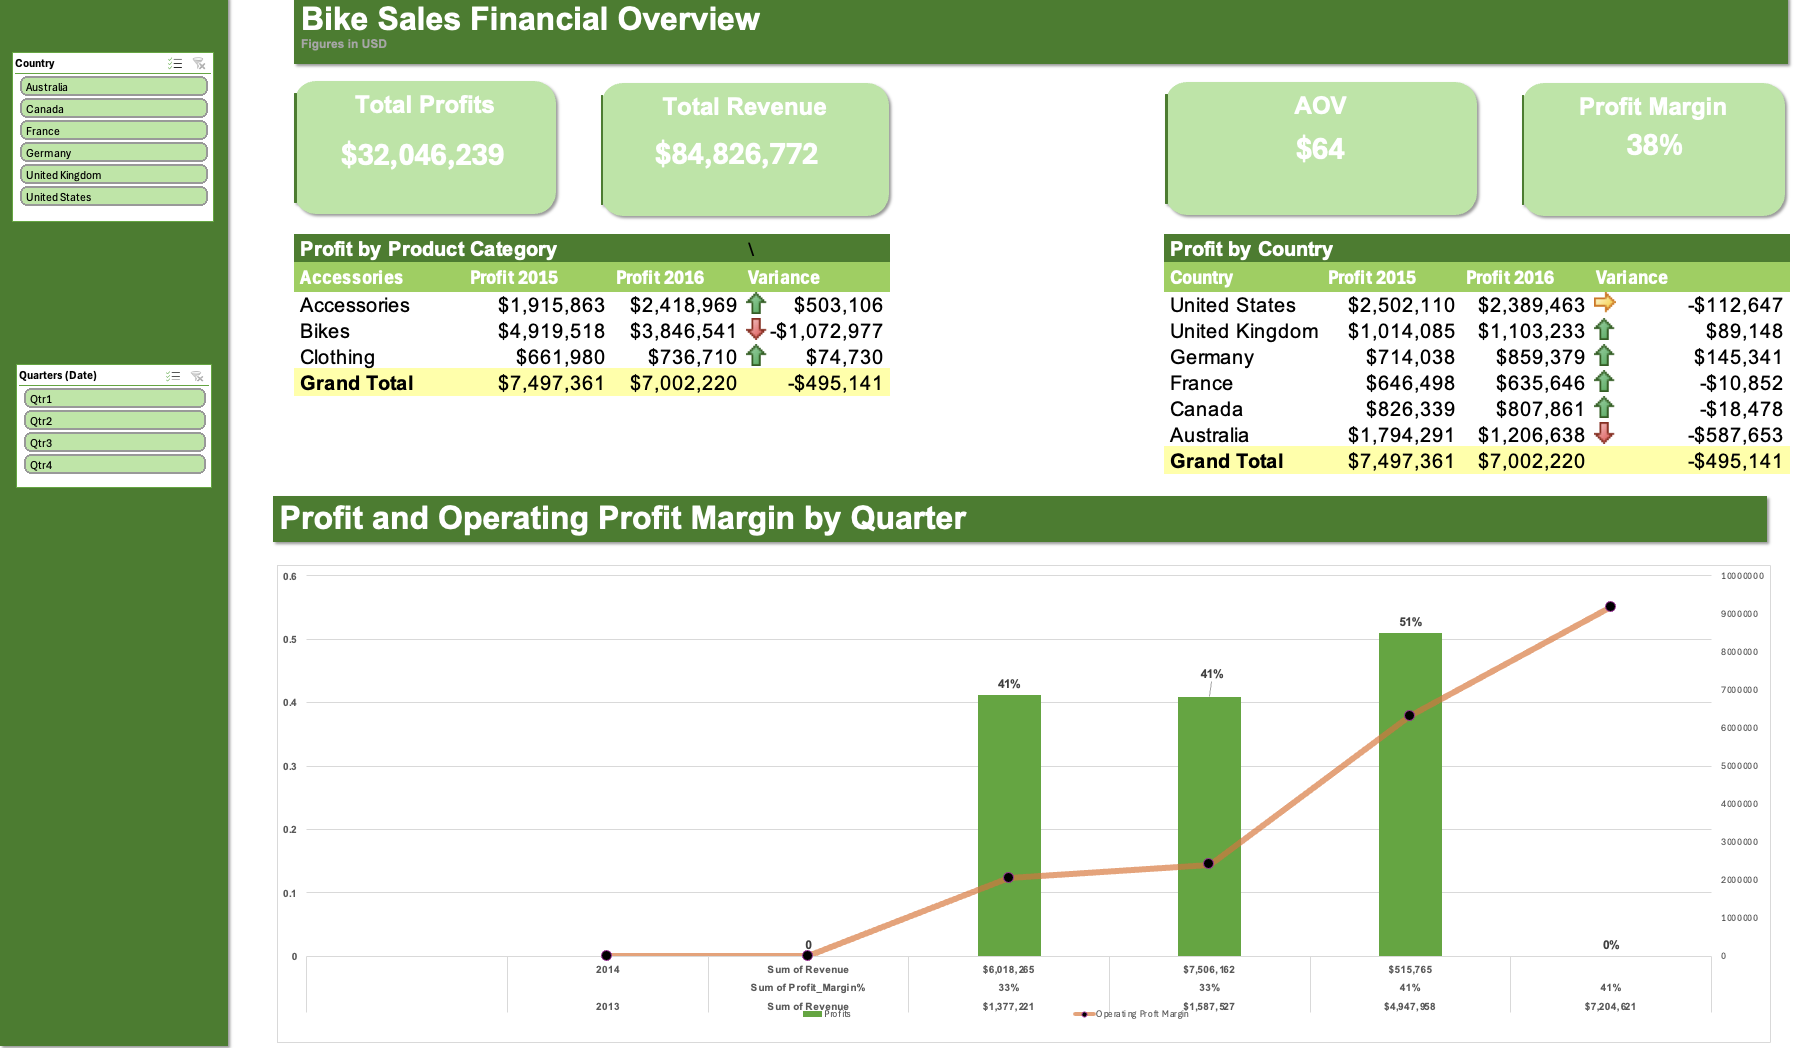 Bike Sales Financial Overview
Figures in USD
Country
Australia
Canada
France
Germany
United Kingdom
United States
Quarters (Date)
Qtr1
Qtr2
Qtr3
Qtr4
Total Profits
$32,046,239
Total Revenue
$84,826,772
AOV
$64
Profit Margin
38%
Profit by Product Category \
Accessories Profit 2015 Profit 2016 Variance
Accessories $1,915,863 $2,418,969 $503,106
Bikes $4,919,518 $3,846,541 -$1,072,977
Clothing $661,980 $736,710 $74,730
Grand Total $7,497,361 $7,002,220 -$495,141
Profit by Country
Country Profit 2015 Profit 2016 Variance
United States $2,502,110 $2,389,463 -$112,647
United Kingdom $1,014,085 $1,103,233 $89,148
Germany $714,038 $859,379 $145,341
France $646,498 $635,646 -$10,852
Canada $826,339 $807,861 -$18,478
Australia $1,794,291 $1,206,638 -$587,653
Grand Total $7,497,361 $7,002,220 -$495,141
Profit and Operating Profit Margin by Quarter
0.6
0.5
0.4
0.3
0.2
0.1
0
0
41%
41%
51%
0%
10000000
9000000
8000000
7000000
6000000
5000000
4000000
3000000
2000000
1000000
0
2014 Sum of Revenue $6,018,265 $7,506,162 $515,765
Sum of Profit_Margin% 33% 33% 41% 41%
2013 Sum of Revenue $1,377,221 $1,587,527 $4,947,958 $7,204,621
Profits
Operating Proft Margin